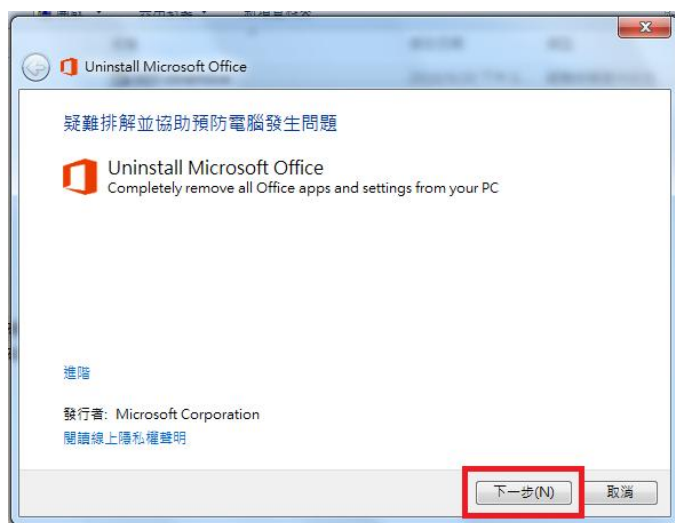 Uninstall Microsoft Office
疑難排解並協助預防電腦發生問題
Uninstall Microsoft Office
Completely remove all Office apps and settings from your PC
進階
發行者: Microsoft Corporation
閱讀線上隱私權聲明
下一步(N)
取消